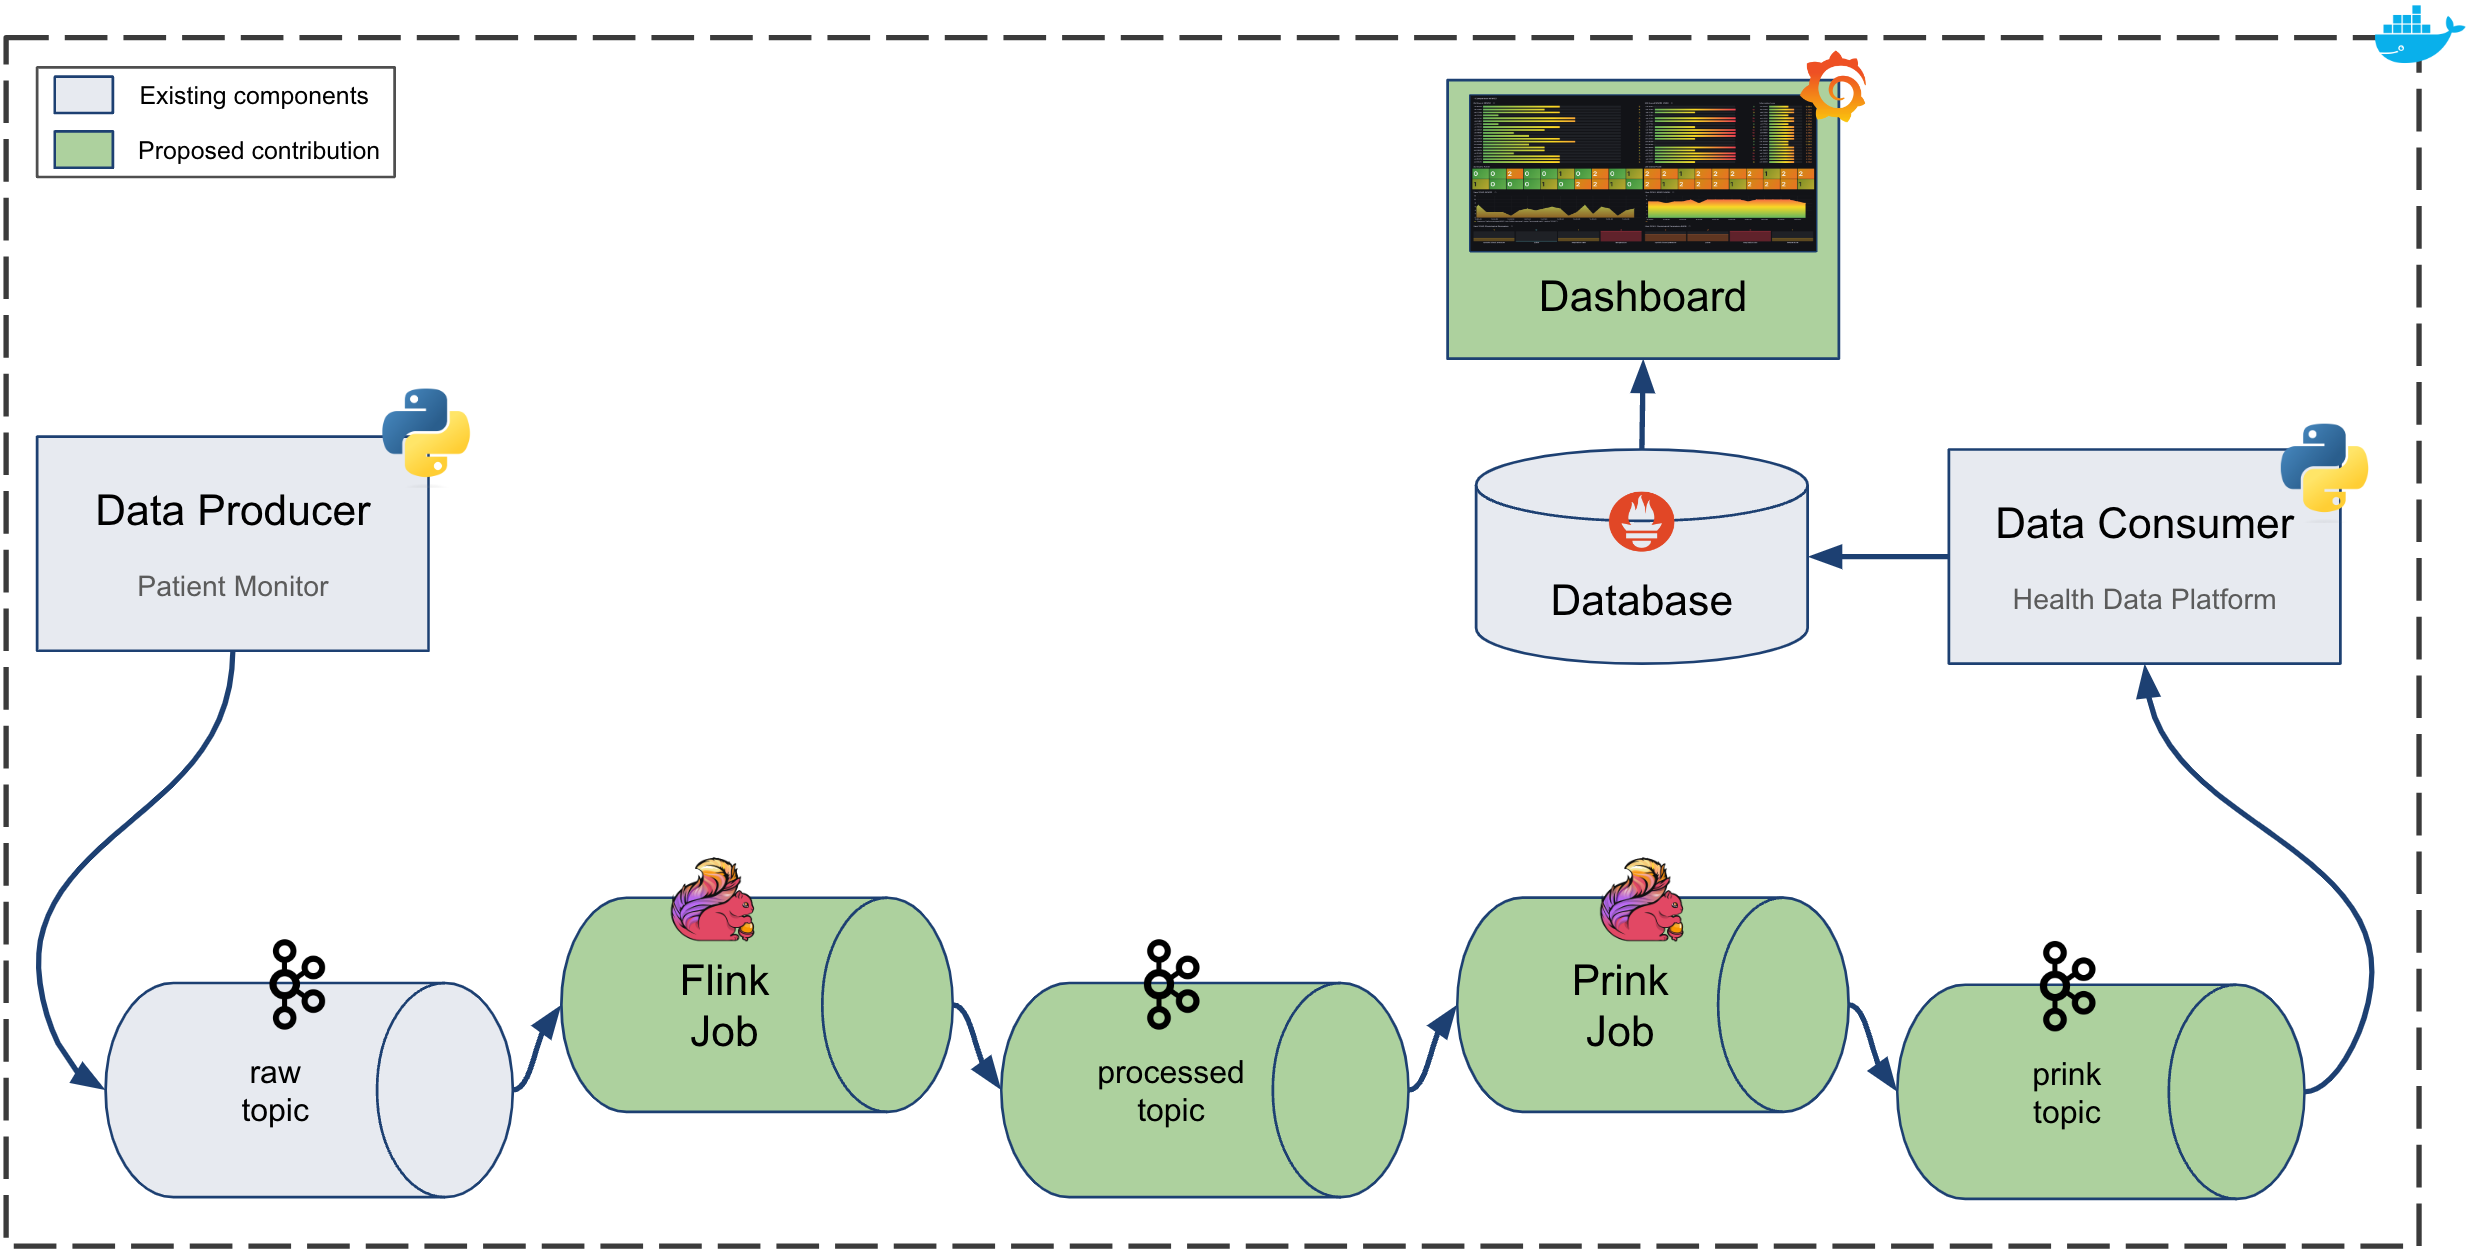 Existing components
Proposed contribution
Dashboard
Data Producer
Patient Monitor
Database
Data Consumer
Health Data Platform
Flink
Job
Prink
Job
raw
topic
processed
topic
prink
topic